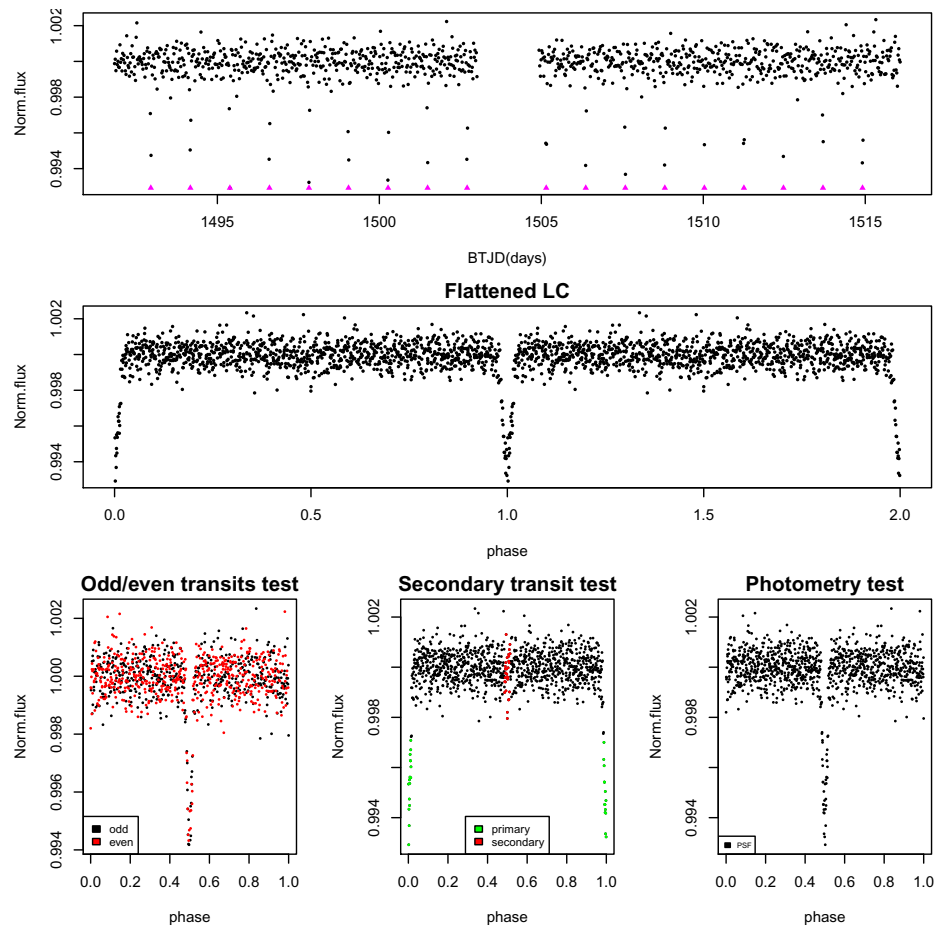 1.002
0.998
0.994
Norm.flux
1495 1500 1505 1510 1515
BTJD(days)
Flattened LC
1.002
0.998
0.994
Norm.flux
0.0 0.5 1.0 1.5 2.0
phase
Odd/even transits test
1.002
1.000
0.998
0.996
0.994
Norm.flux
odd
even
0.0 0.2 0.4 0.6 0.8 1.0
phase
Secondary transit test
1.002
0.998
0.994
Norm.flux
primary
secondary
0.0 0.2 0.4 0.6 0.8 1.0
phase
Photometry test
1.002
0.998
0.994
Norm.flux
PSF
0.0 0.2 0.4 0.6 0.8 1.0
phase